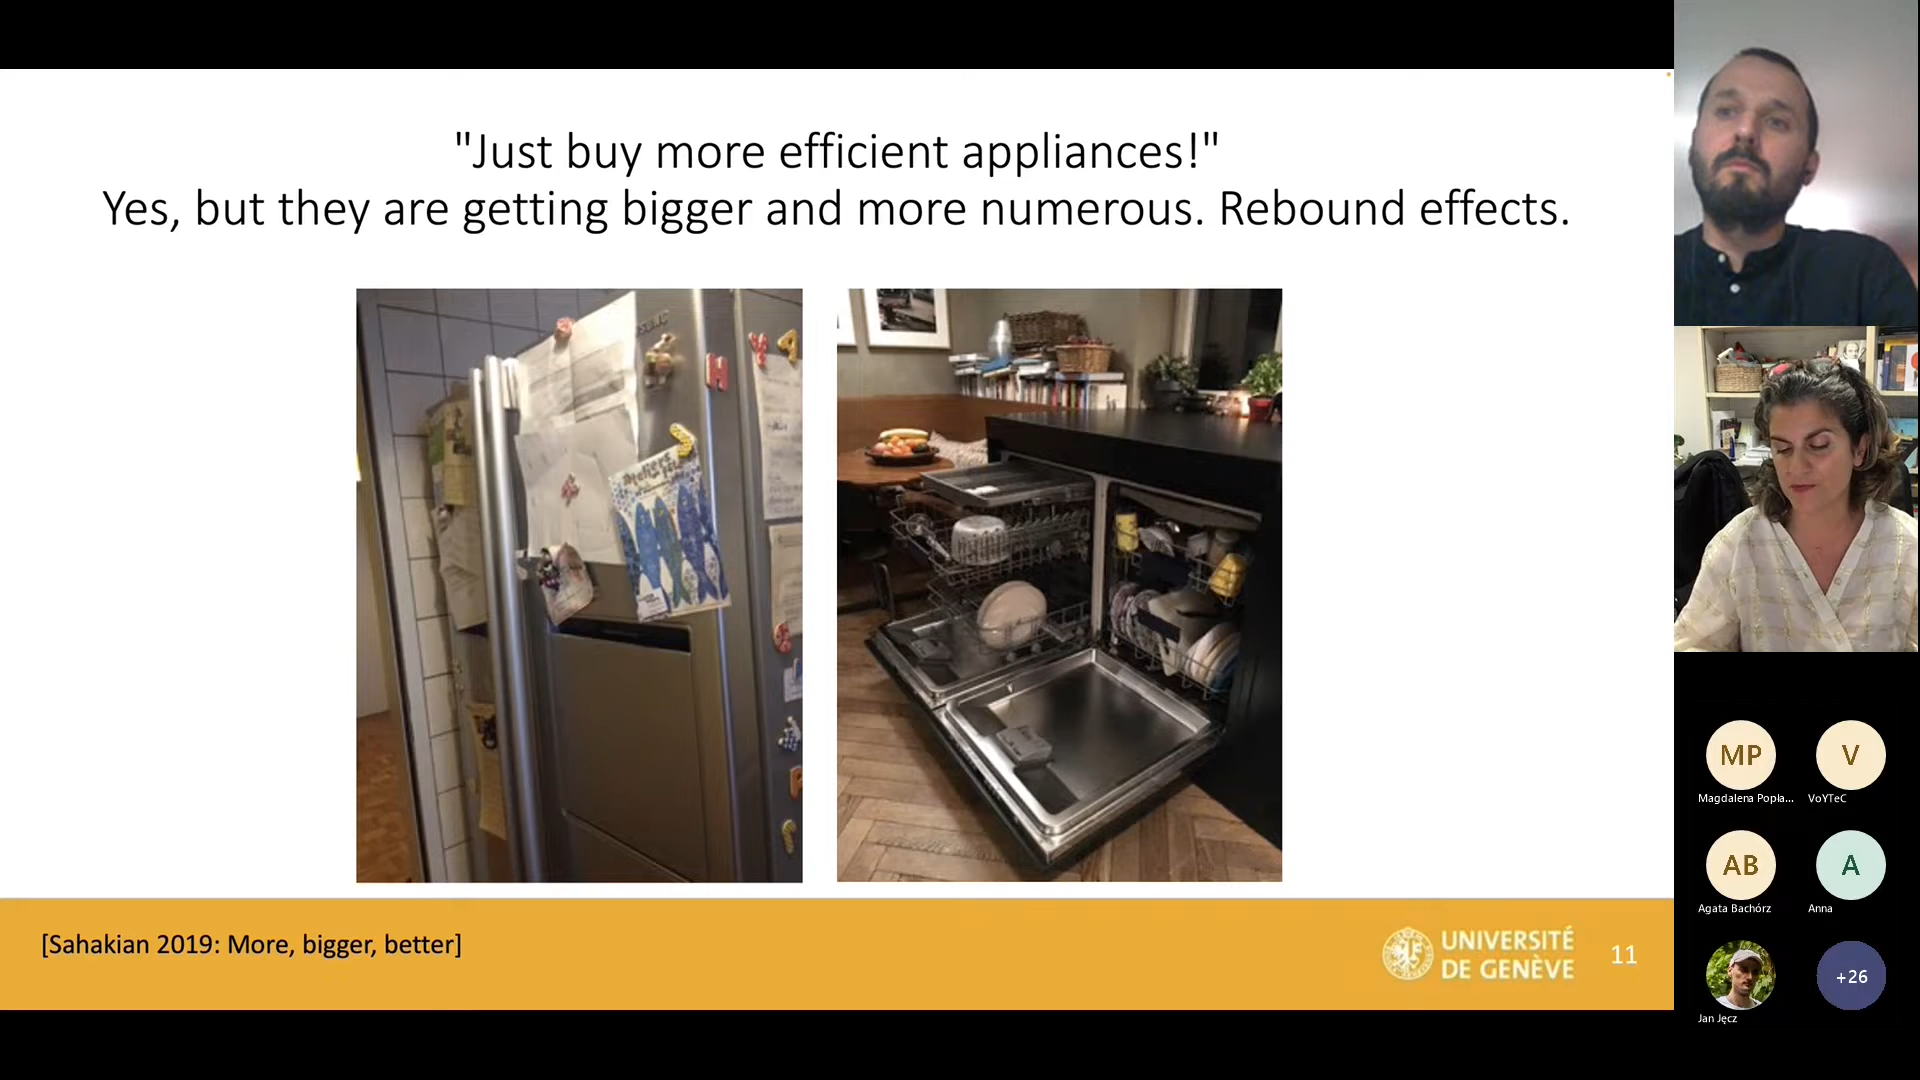 "Just buy more efficient appliances!"
Yes, but they are getting bigger and more numerous. Rebound effects.
H
[Sahakian 2019: More, bigger, better]
UNIVERSITÉ
DE GENÈVE
11
MP
V
Magdalena Popła...
VoYTeC
AB
A
Agata Bachórz
Anna
+26
Jan Jęcz